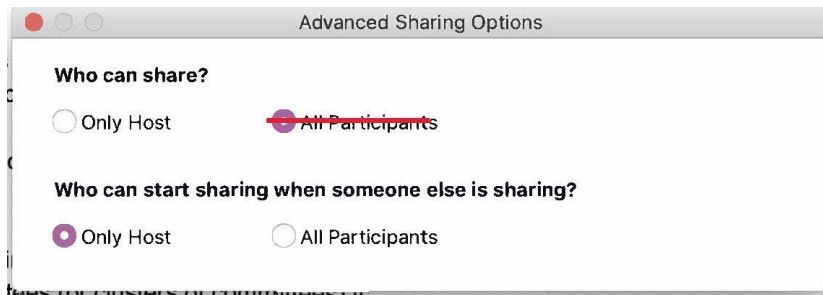 Advanced Sharing Options
Who can share?
Only Host All Participants
Who can start sharing when someone else is sharing?
Only Host All Participants